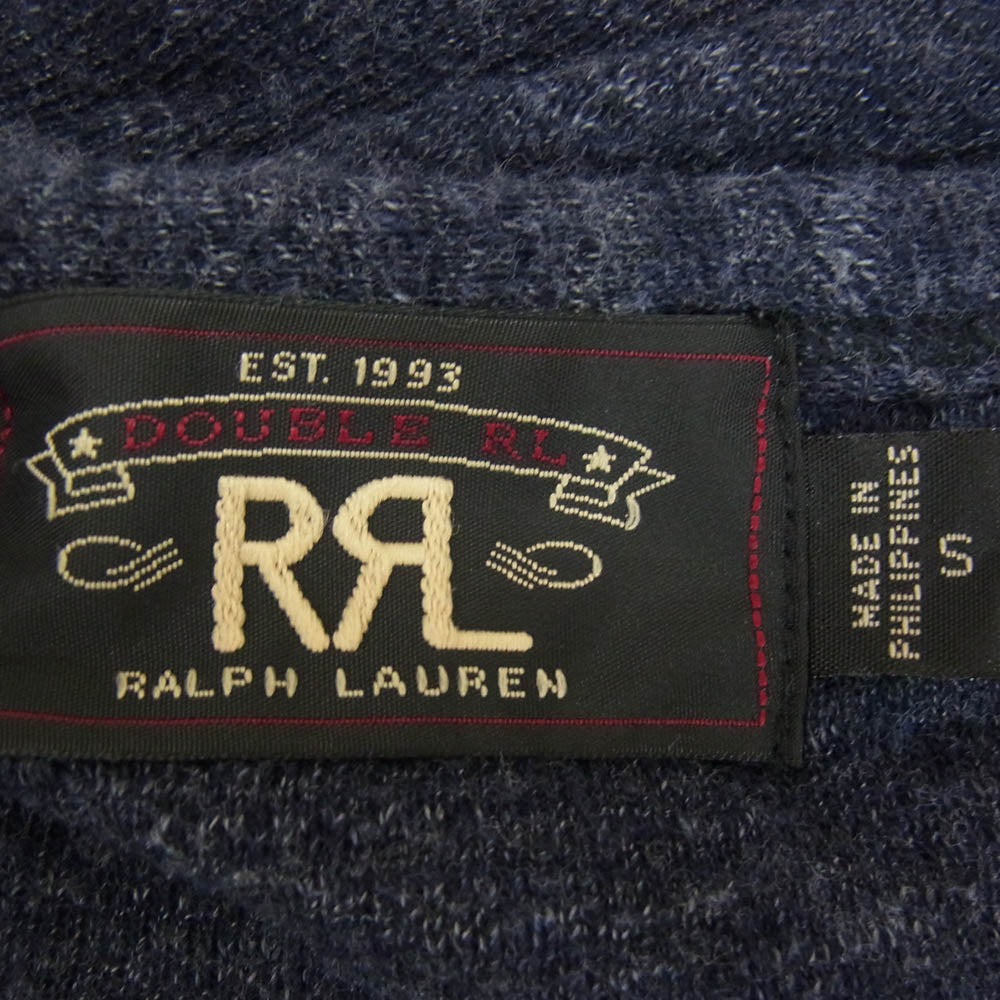 EST. 1993
DOUBLE RL
RRL
RALPH LAUREN
MADE IN
PHILIPPINES
S